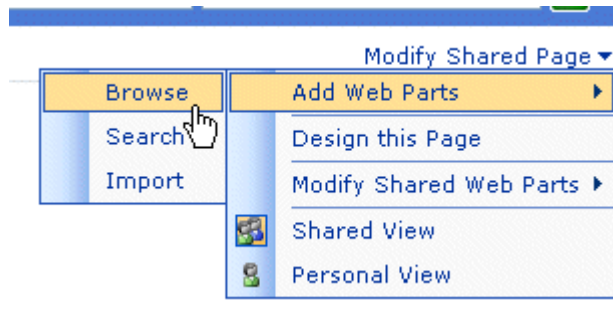 Modify Shared Page
Browse
Search
Import
Add Web Parts
Design this Page
Modify Shared Web Parts
Shared View
Personal View